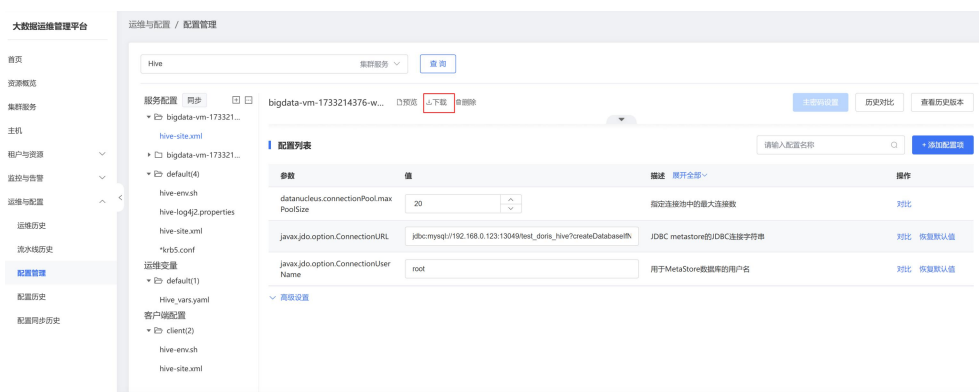 大数据运维管理平台
运维与配置 / 配置管理
首页
资源概览
集群服务
主机
租户与资源
监控与告警
运维与配置
运维历史
流水线历史
配置管理
配置历史
配置同步历史
Hive 集群服务 查询
服务配置 同步
bigdata-vm-173321...
hive-site.xml
bigdata-vm-173321...
default(4)
hive-env.sh
hive-log4j2.properties
hive-site.xml
*krb5.conf
运维变量
default(1)
Hive_vars.yaml
客户端配置
client(2)
hive-env.sh
hive-site.xml
bigdata-vm-1733214376-w... 预览 下载 删除 主密码设置 历史对比 查看历史版本
配置列表 请输入配置名称 + 添加配置项
参数 值 描述 展开全部 操作
datanucleus.connectionPool.max
PoolSize
20 指定连接池中的最大连接数 对比
javax.jdo.option.ConnectionURL jdbc:mysql://192.168.0.123:13049/test_doris_hive?createDatabaseIfN JDBC metastore的JDBC连接字符串 对比 恢复默认值
javax.jdo.option.ConnectionUser
Name
root 用于MetaStore数据库的用户名 对比 恢复默认值
高级设置